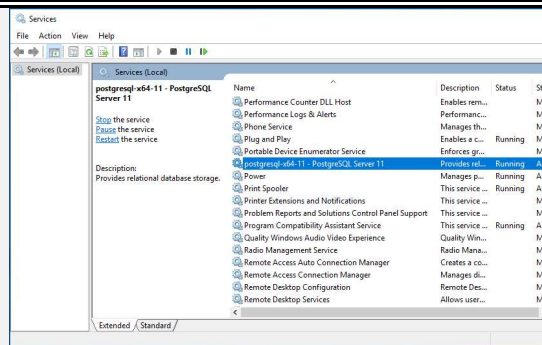 Services
File Action View Help
Services (Local)
Services (Local)
postgresql-x64-11 - PostgreSQL Server 11
Stop the service
Pause the service
Restart the service
Description:
Provides relational database storage.
Name Description Status St
Performance Counter DLL Host Enables rem... M
Performance Logs & Alerts Performanc... M
Phone Service Manages th... M
Plug and Play Enables a c... Running M
Portable Device Enumerator Service Enforces gr... M
postgresql-x64-11 - PostgreSQL Server 11 Provides rel... Running A
Power Manages p... Running A
Print Spooler This service ... Running A
Printer Extensions and Notifications This service ... M
Problem Reports and Solutions Control Panel Support This service ... M
Program Compatibility Assistant Service This service ... Running A
Quality Windows Audio Video Experience Quality Win... M
Radio Management Service Radio Mana... M
Remote Access Auto Connection Manager Creates a co... M
Remote Access Connection Manager Manages di... M
Remote Desktop Configuration Remote Des... M
Remote Desktop Services Allows user... M
Extended Standard